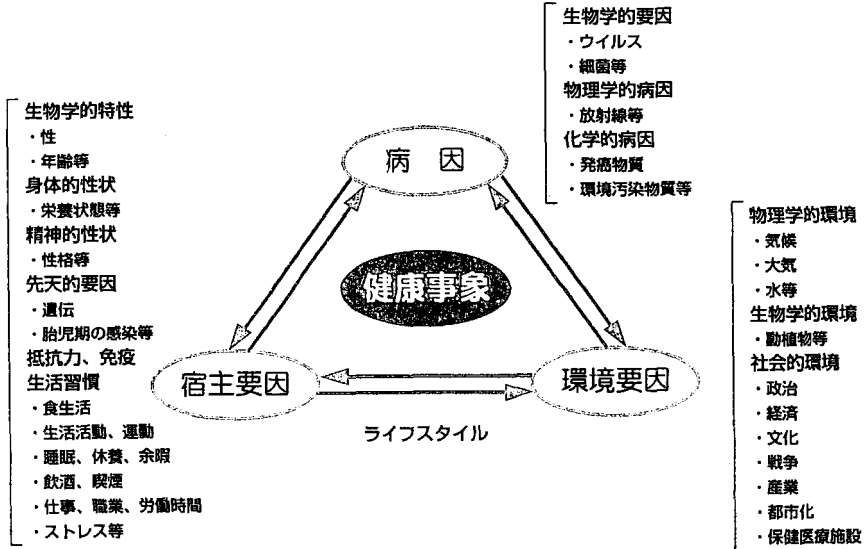 生物学的要因
・ウイルス
・細菌等
物理学的病因
・放射線等
化学的病因
・発癌物質
・環境汚染物質等
生物学的特性
・性
・年齢等
身体的性状
・栄養状態等
精神的性状
・性格等
先天的要因
・遺伝
・胎児期の感染等
抵抗力、免疫
生活習慣
・食生活
・生活活動、運動
・睡眠、休養、余暇
・飲酒、喫煙
・仕事、職業、労働時間
・ストレス等
病 因
健康事象
宿主要因
環境要因
ライフスタイル
物理学的環境
・気候
・大気
・水等
生物学的環境
・動植物等
社会的環境
・政治
・経済
・文化
・戦争
・産業
・都市化
・保健医療施設